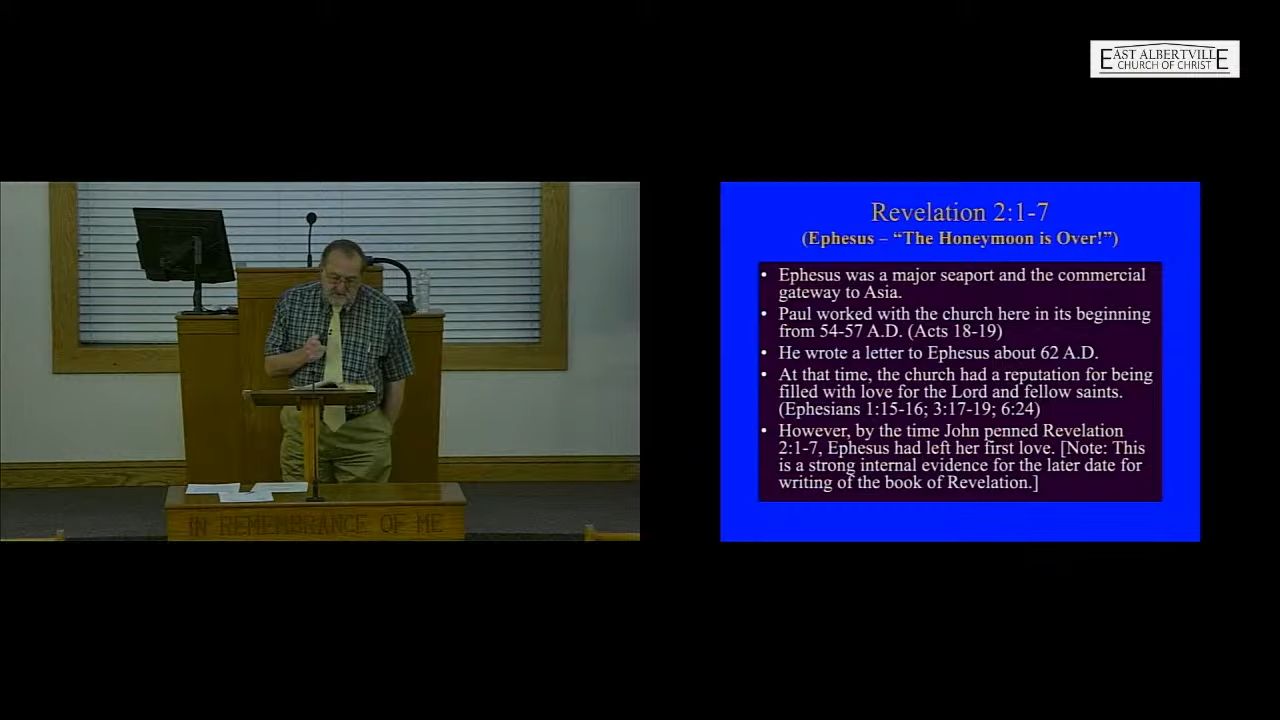 EAST ALBERTVILLE
CHURCH OF CHRIST
Revelation 2:1-7
(Ephesus – “The Honeymoon is Over!”)
• Ephesus was a major seaport and the commercial
gateway to Asia.
• Paul worked with the church here in its beginning
from 54-57 A.D. (Acts 18-19)
• He wrote a letter to Ephesus about 62 A.D.
• At that time, the church had a reputation for being
filled with love for the Lord and fellow saints.
(Ephesians 1:15-16; 3:17-19; 6:24)
• However, by the time John penned Revelation
2:1-7, Ephesus had left her first love. [Note: This
is a strong internal evidence for the later date for
writing of the book of Revelation.]
IN REMEMBRANCE OF ME